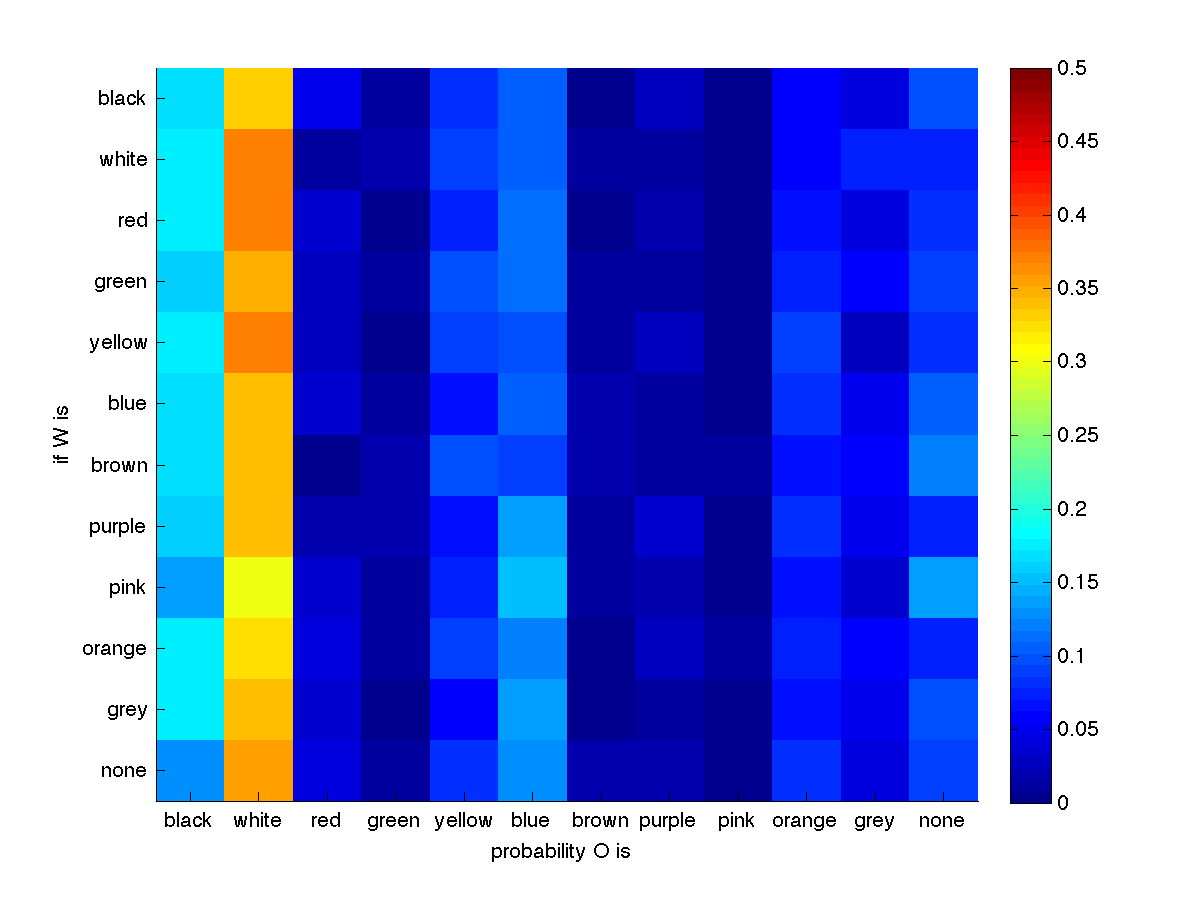 black
white
red
green
yellow
blue
brown
purple
pink
orange
grey
none
if W is
black white red green yellow blue brown purple pink orange grey none
probability O is
0.5
0.45
0.4
0.35
0.3
0.25
0.2
0.15
0.1
0.05
0